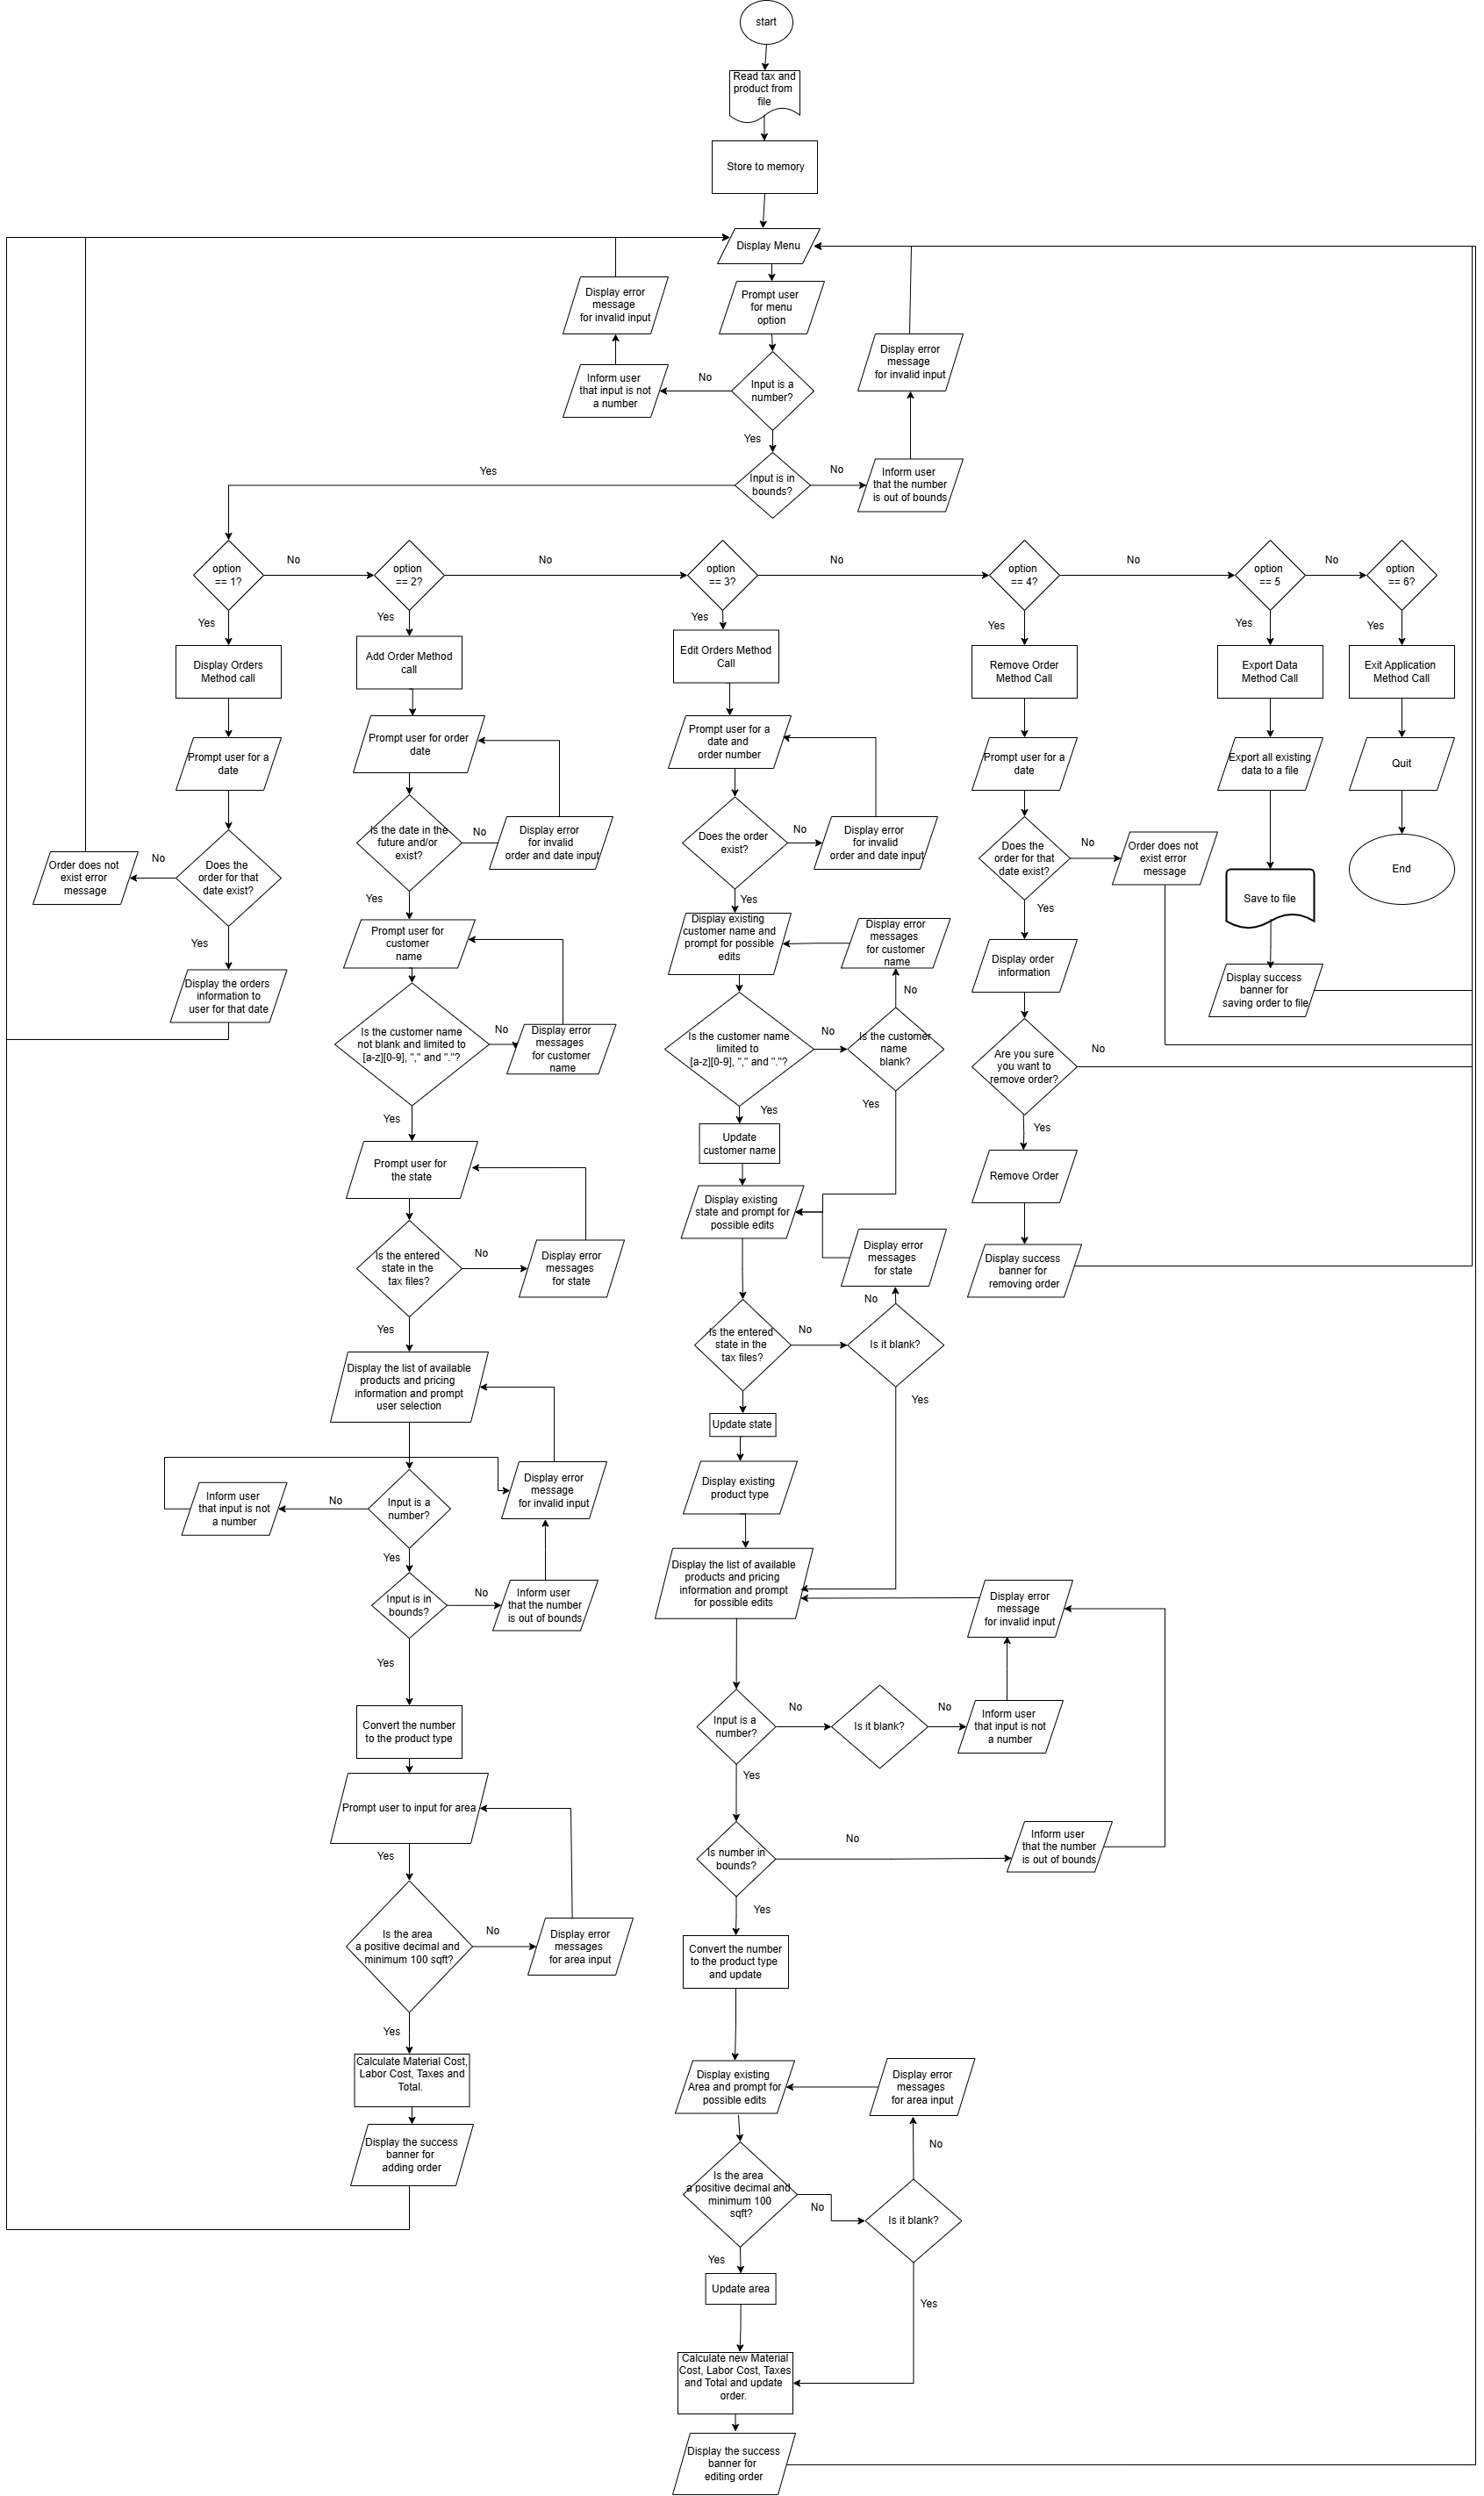 start
Read tax and
product from
file
Store to memory
Display Menu
Prompt user
for menu
option
Display error
message
for invalid input
Inform user
that input is not
a number
No
Input is a
number?
Yes
Display error
message
for invalid input
Yes
Input is in
bounds?
No
Inform user
that the number
is out of bounds
option
== 1?
No
option
== 2?
No
option
== 3?
No
option
== 4?
No
option
== 5
No
option
== 6?
Yes
Display Orders
Method call
Prompt user for a
date
Does the
order for that
date exist?
No
Order does not
exist error
message
Yes
Display the orders
information to
user for that date
Yes
Add Order Method
call
Prompt user for order
date
Is the date in the
future and/or
exist?
No
Display error
for invalid
order and date input
Yes
Prompt user for
customer
name
Is the customer name
not blank and limited to
[a-z][0-9], "," and "."?
No
Display error
messages
for customer
name
Yes
Prompt user for
the state
Is the entered
state in the
tax files?
No
Display error
messages
for state
Yes
Display the list of available
products and pricing
information and prompt
user selection
Inform user
that input is not
a number
No
Input is a
number?
Display error
message
for invalid input
Yes
Input is in
bounds?
No
Inform user
that the number
is out of bounds
Yes
Convert the number
to the product type
Prompt user to input for area
Yes
Is the area
a positive decimal and
minimum 100 sqft?
No
Display error
messages
for area input
Yes
Calculate Material Cost,
Labor Cost, Taxes and
Total.
Display the success
banner for
adding order
Yes
Edit Orders Method
Call
Prompt user for a
date and
order number
Does the order
exist?
No
Display error
for invalid
order and date input
Yes
Display existing
customer name and
prompt for possible
edits
Display error
messages
for customer
name
No
Is the customer name
limited to
[a-z][0-9], "," and "."?
No
Is the customer
name
blank?
Yes
Yes
Update
customer name
Display existing
state and prompt for
possible edits
Display error
messages
for state
No
Is the entered
state in the
tax files?
No
Is it blank?
Yes
Update state
Display existing
product type
Display the list of available
products and pricing
information and prompt
for possible edits
Display error
message
for invalid input
Input is a
number?
No
Is it blank?
No
Inform user
that input is not
a number
Yes
Is number in
bounds?
No
Inform user
that the number
is out of bounds
Yes
Convert the number
to the product type
and update
Display existing
Area and prompt for
possible edits
Display error
messages
for area input
No
Is the area
a positive decimal and
minimum 100
sqft?
No
Is it blank?
Yes
Update area
Yes
Calculate new Material
Cost, Labor Cost, Taxes
and Total and update
order.
Display the success
banner for
editing order
Yes
Remove Order
Method Call
Prompt user for a
date
Does the
order for that
date exist?
No
Order does not
exist error
message
Yes
Display order
information
Are you sure
you want to
remove order?
No
Yes
Remove Order
Display success
banner for
removing order
Yes
Export Data
Method Call
Export all existing
data to a file
Save to file
Display success
banner for
saving order to file
Yes
Exit Application
Method Call
Quit
End